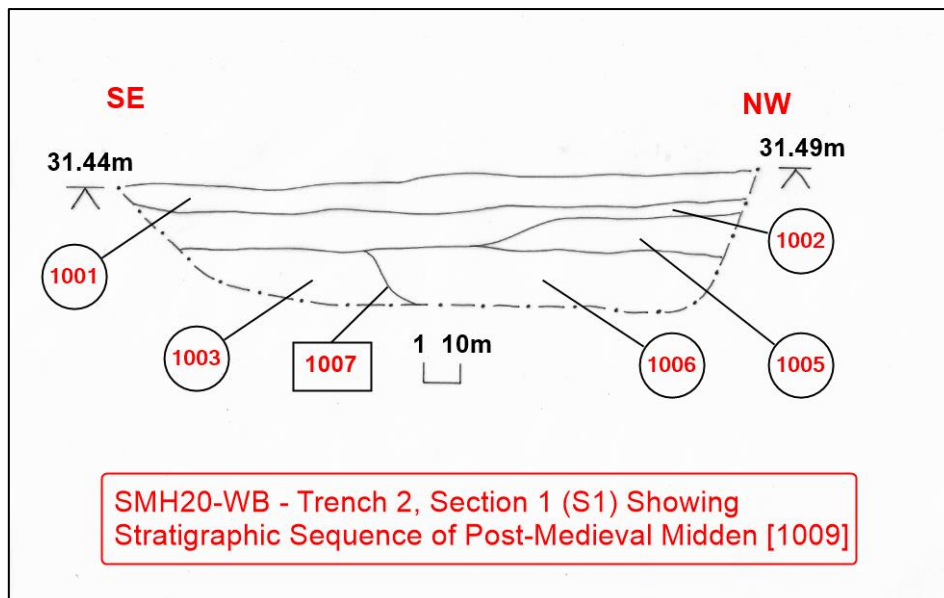 SE
NW
31.44m
31.49m
1002
1001
1003
1007
1 10m
1006
1005
SMH20-WB - Trench 2, Section 1 (S1) Showing
Stratigraphic Sequence of Post-Medieval Midden [1009]